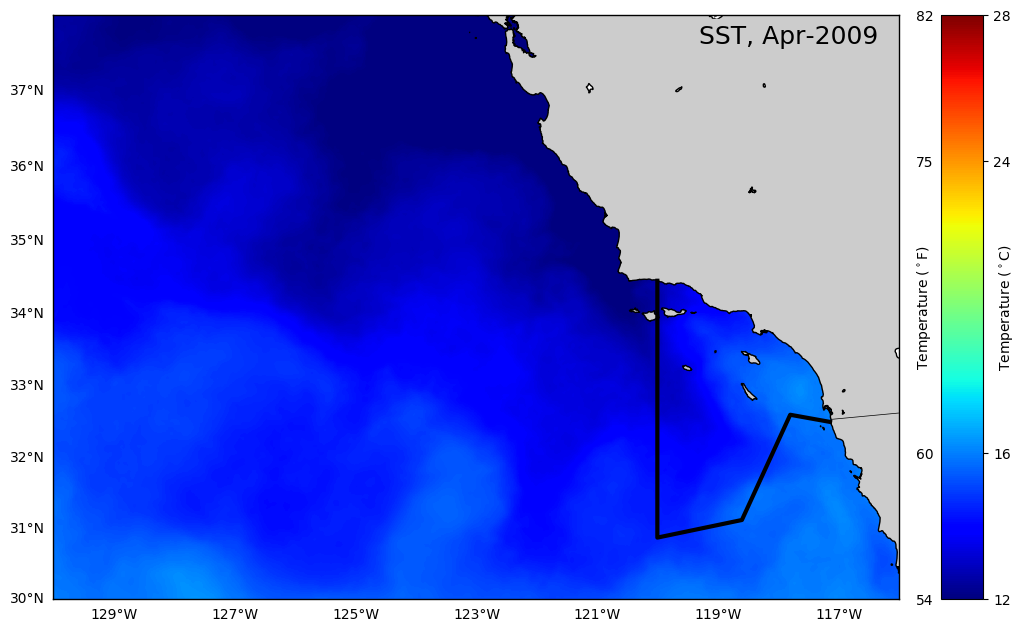 SST, Apr-2009
37°N
36°N
35°N
34°N
33°N
32°N
31°N
30°N
129°W
127°W
125°W
123°W
121°W
119°W
117°W
82
75
60
54
Temperature (°F)
28
24
16
12
Temperature (°C)